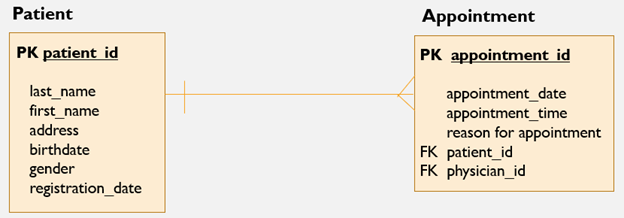 Patient
PK patient_id
last_name
first_name
address
birthdate
gender
registration_date
Appointment
PK appointment_id
appointment_date
appointment_time
reason for appointment
FK patient_id
FK physician_id